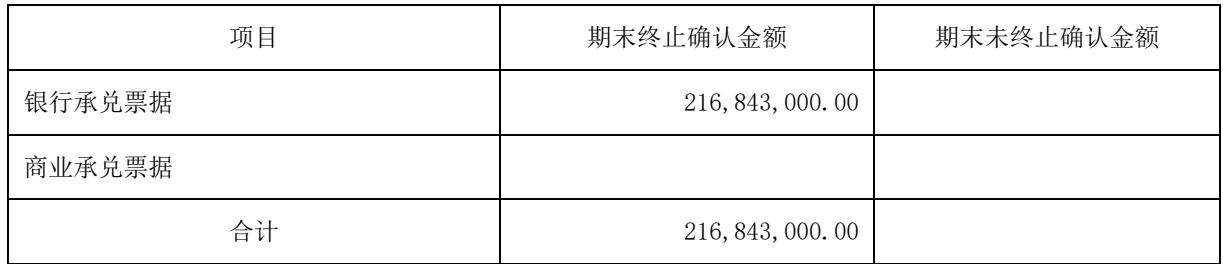 项目 期末终止确认金额 期末未终止确认金额
银行承兑票据 216,843,000.00
商业承兑票据
合计 216,843,000.00